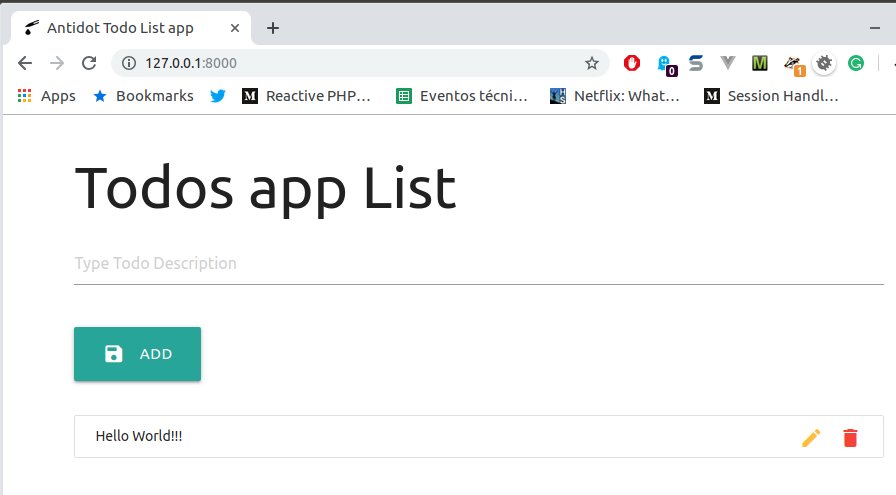 Antidot Todo List app
127.0.0.1:8000
0
M
1
Apps
Bookmarks
M Reactive PHP...
Eventos técni...
Netflix: What...
M Session Handl...
Todos app List
Type Todo Description
ADD
Hello World!!!